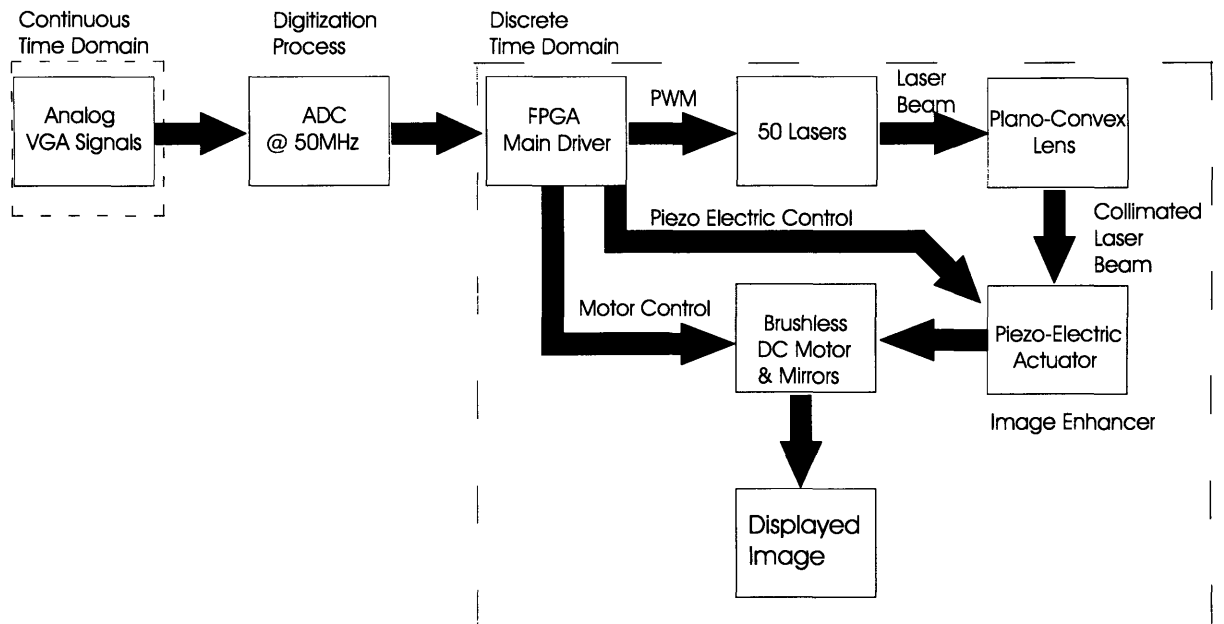 Continuous
Time Domain
Digitization
Process
Discrete
Time Domain
Analog
VGA Signals
ADC
@ 50MHz
FPGA
Main Driver
PWM
50 Lasers
Laser
Beam
Plano-Convex
Lens
Piezo Electric Control
Collimated
Laser
Beam
Motor Control
Brushless
DC Motor
& Mirrors
Piezo-Electric
Actuator
Image Enhancer
Displayed
Image